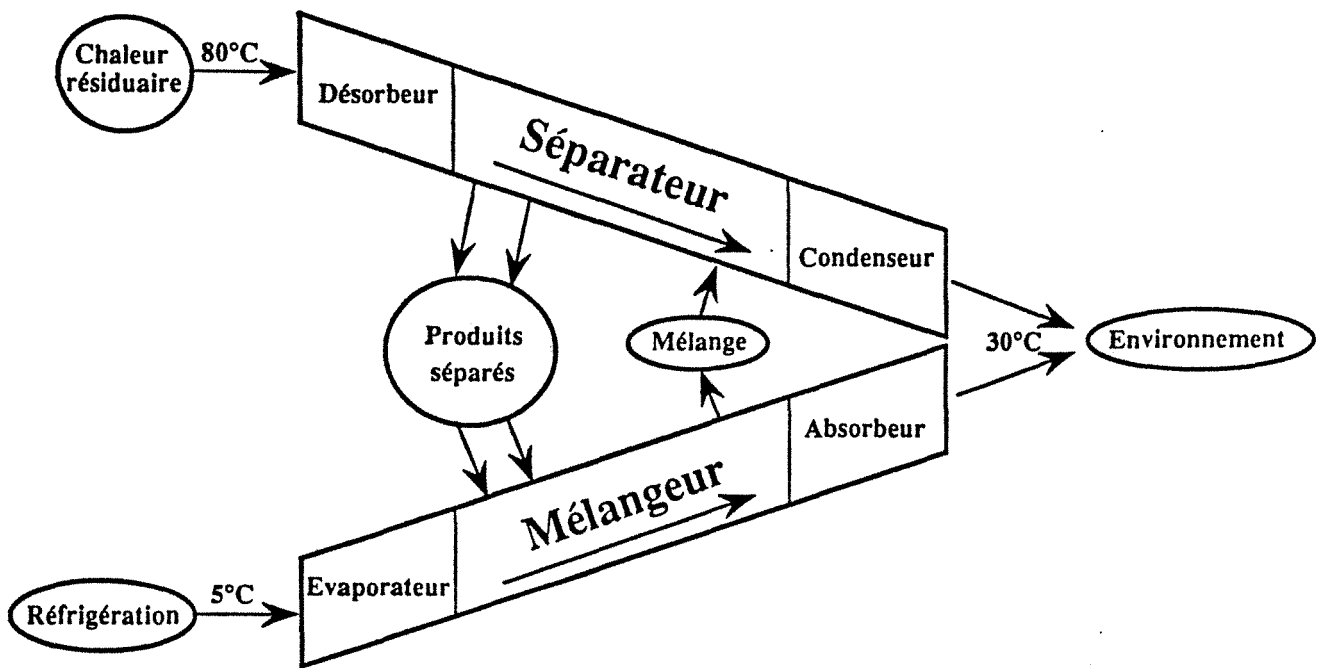 Chaleur
résiduaire
80°C
Désorbeur
Séparateur
Condenseur
Produits
séparés
Mélange
30°C
Environnement
Absorbeur
Mélangeur
Evaporateur
5°C
Réfrigération